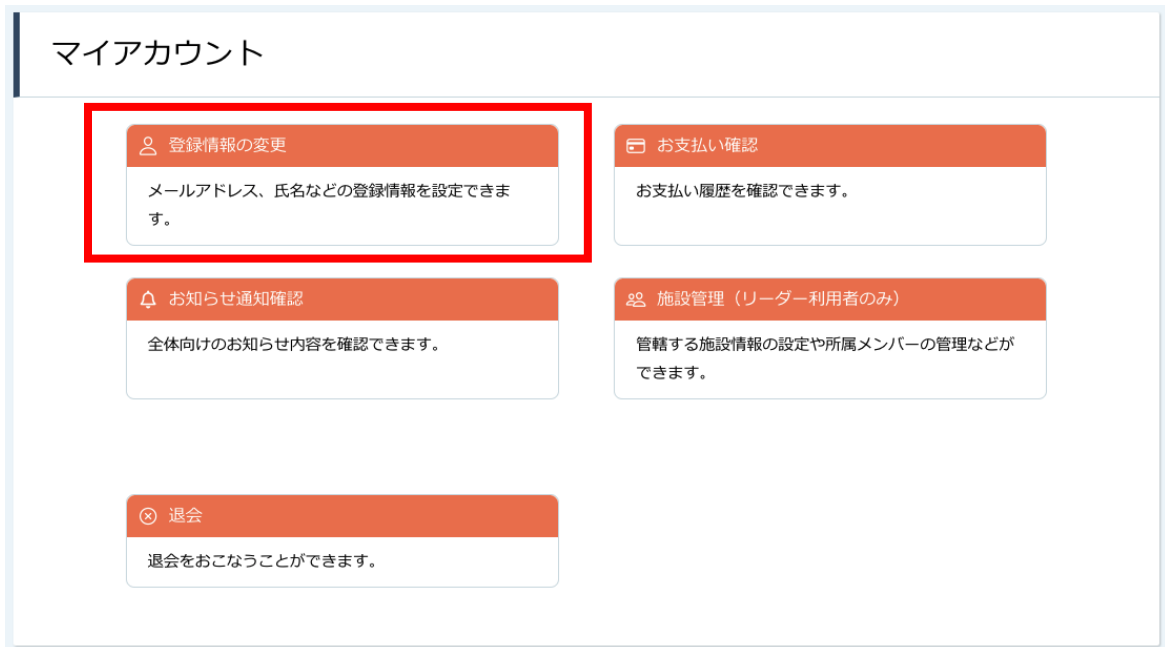 マイアカウント
登録情報の変更
メールアドレス、氏名などの登録情報を設定できま
す。
お支払い確認
お支払い履歴を確認できます。
お知らせ通知確認
全体向けのお知らせ内容を確認できます。
施設管理（リーダー利用者のみ）
管轄する施設情報の設定や所属メンバーの管理などが
できます。
退会
退会をおこなうことができます。